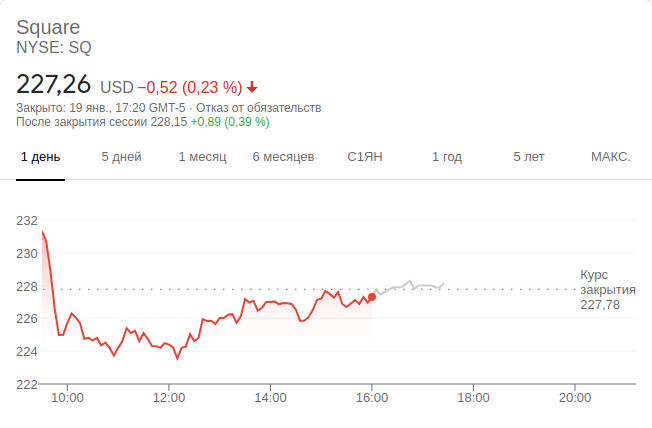 Square
NYSE: SQ
227,26 USD −0,52 (0,23 %)
Закрыто: 19 янв., 17:20 GMT-5 · Отказ от обязательств
После закрытия сессии 228,15 +0,89 (0,39 %)
1 день 5 дней 1 месяц 6 месяцев С1ЯН 1 год 5 лет МАКС.
232
230
228
226
224
222
Курс
закрытия
227,78
10:00 12:00 14:00 16:00 18:00 20:00